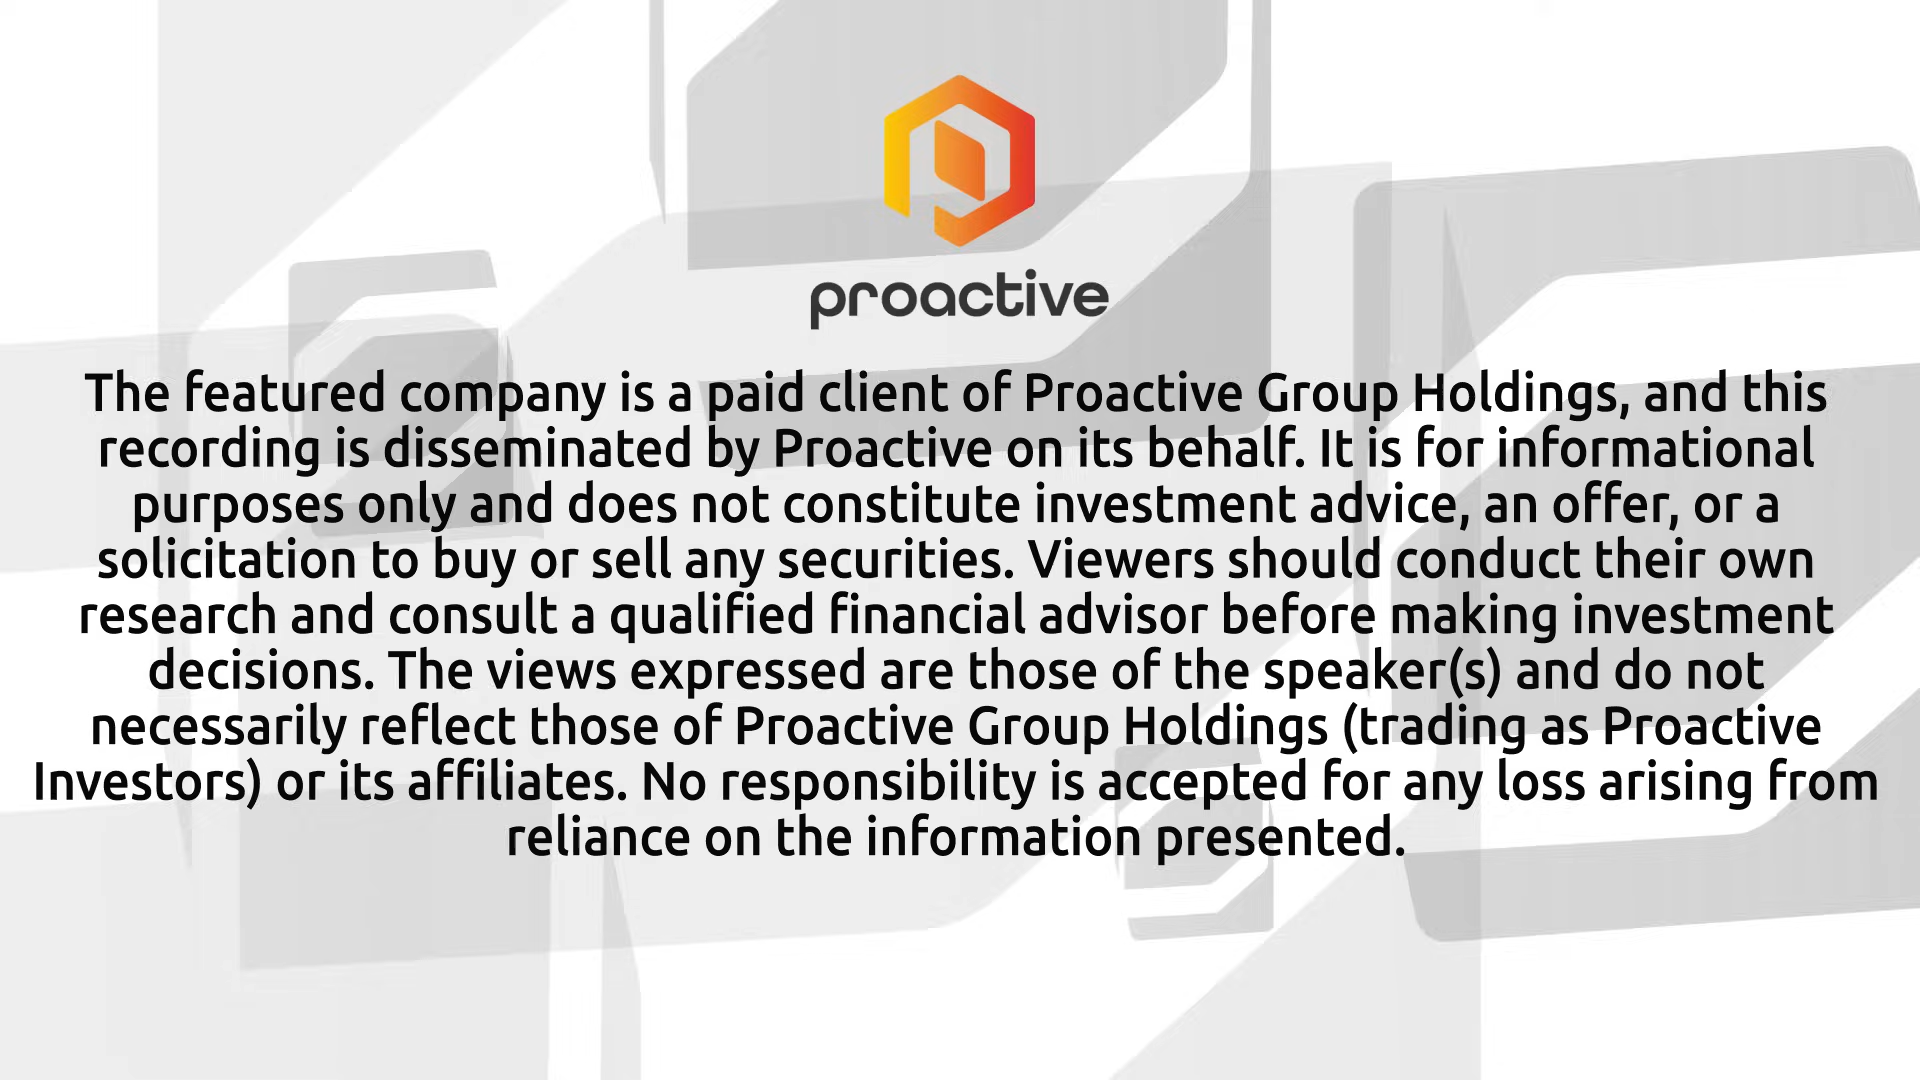 proactive
The featured company is a paid client of Proactive Group Holdings, and this
recording is disseminated by Proactive on its behalf. It is for informational
purposes only and does not constitute investment advice, an offer, or a
solicitation to buy or sell any securities. Viewers should conduct their own
research and consult a qualified financial advisor before making investment
decisions. The views expressed are those of the speaker(s) and do not
necessarily reflect those of Proactive Group Holdings (trading as Proactive
Investors) or its affiliates. No responsibility is accepted for any loss arising from
reliance on the information presented.